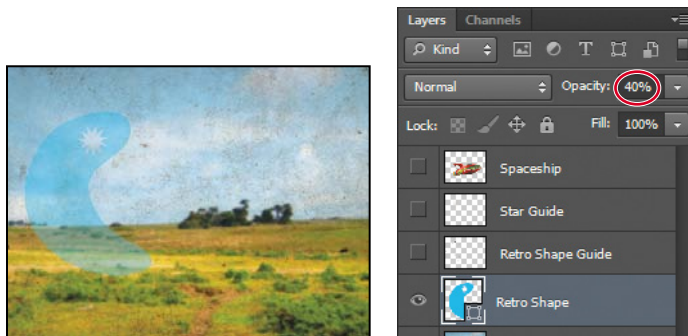 Layers Channels
Kind T
Normal Opacity: 40%
Lock: Fill: 100%
Spaceship
Star Guide
Retro Shape Guide
Retro Shape